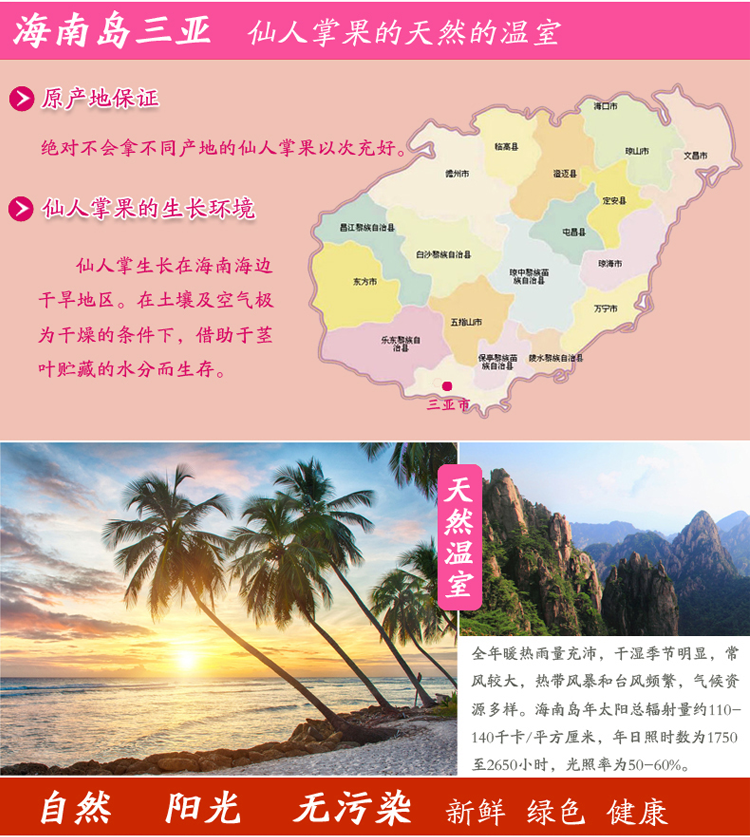 海南岛三亚 仙人掌果的天然的温室
原产地保证
绝对不会拿不同产地的仙人掌果以次充好。
仙人掌果的生长环境
仙人掌生长在海南海边
干旱地区。在土壤及空气极
为干燥的条件下，借助于茎
叶贮藏的水分而生存。
海口市
临高县
澄迈县
琼山市
文昌市
儋州市
定安县
屯昌县
昌江黎族自治县
白沙黎族自治县
琼中黎族苗
族自治县
琼海市
东方市
万宁市
五指山市
乐东黎族自
治县
保亭黎族苗
族自治县
陵水黎族自治县
三亚市
天然温室
全年暖热雨量充沛，干湿季节明显，常
风较大，热带风暴和台风频繁，气候资
源多样。海南岛年太阳总辐射量约110-
140千卡/平方厘米，年日照时数为1750
至2650小时，光照率为50-60%。
自然 阳光 无污染 新鲜 绿色 健康